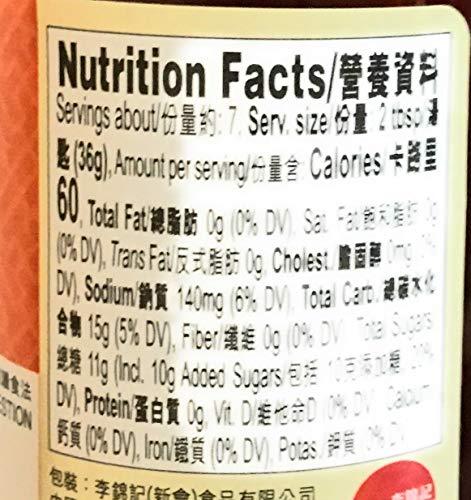 Nutrition Facts/營養資料
Servings about/份量約: 7, Serv. size/份量: 2 tbsp/湯
匙(36g), Amount per serving/份量含: Calories/卡路里
60, Total Fat/總脂肪 0g (0% DV), Sat. Fat/飽和脂肪 0g
(0% DV), Trans Fat/反式脂肪 0g, Cholest./膽固醇 0mg
DV), Sodium/鈉質 140mg (6% DV), Total Carb./總碳水化
合物 15g (5% DV), Fiber/纖維 0g (0% DV), Total Sugars/
總糖 11g (Incl. 10g Added Sugars/包括 10克添加糖, 20%
DV), Protein/蛋白質 0g, Vit. D/維他命D (0% DV), Calcium/
鈣質 (0% DV), Iron/鐵質 (0% DV), Potas./鉀質 (0% D
包裝：李錦記(新會)食品有限公司
議食法
ESTION